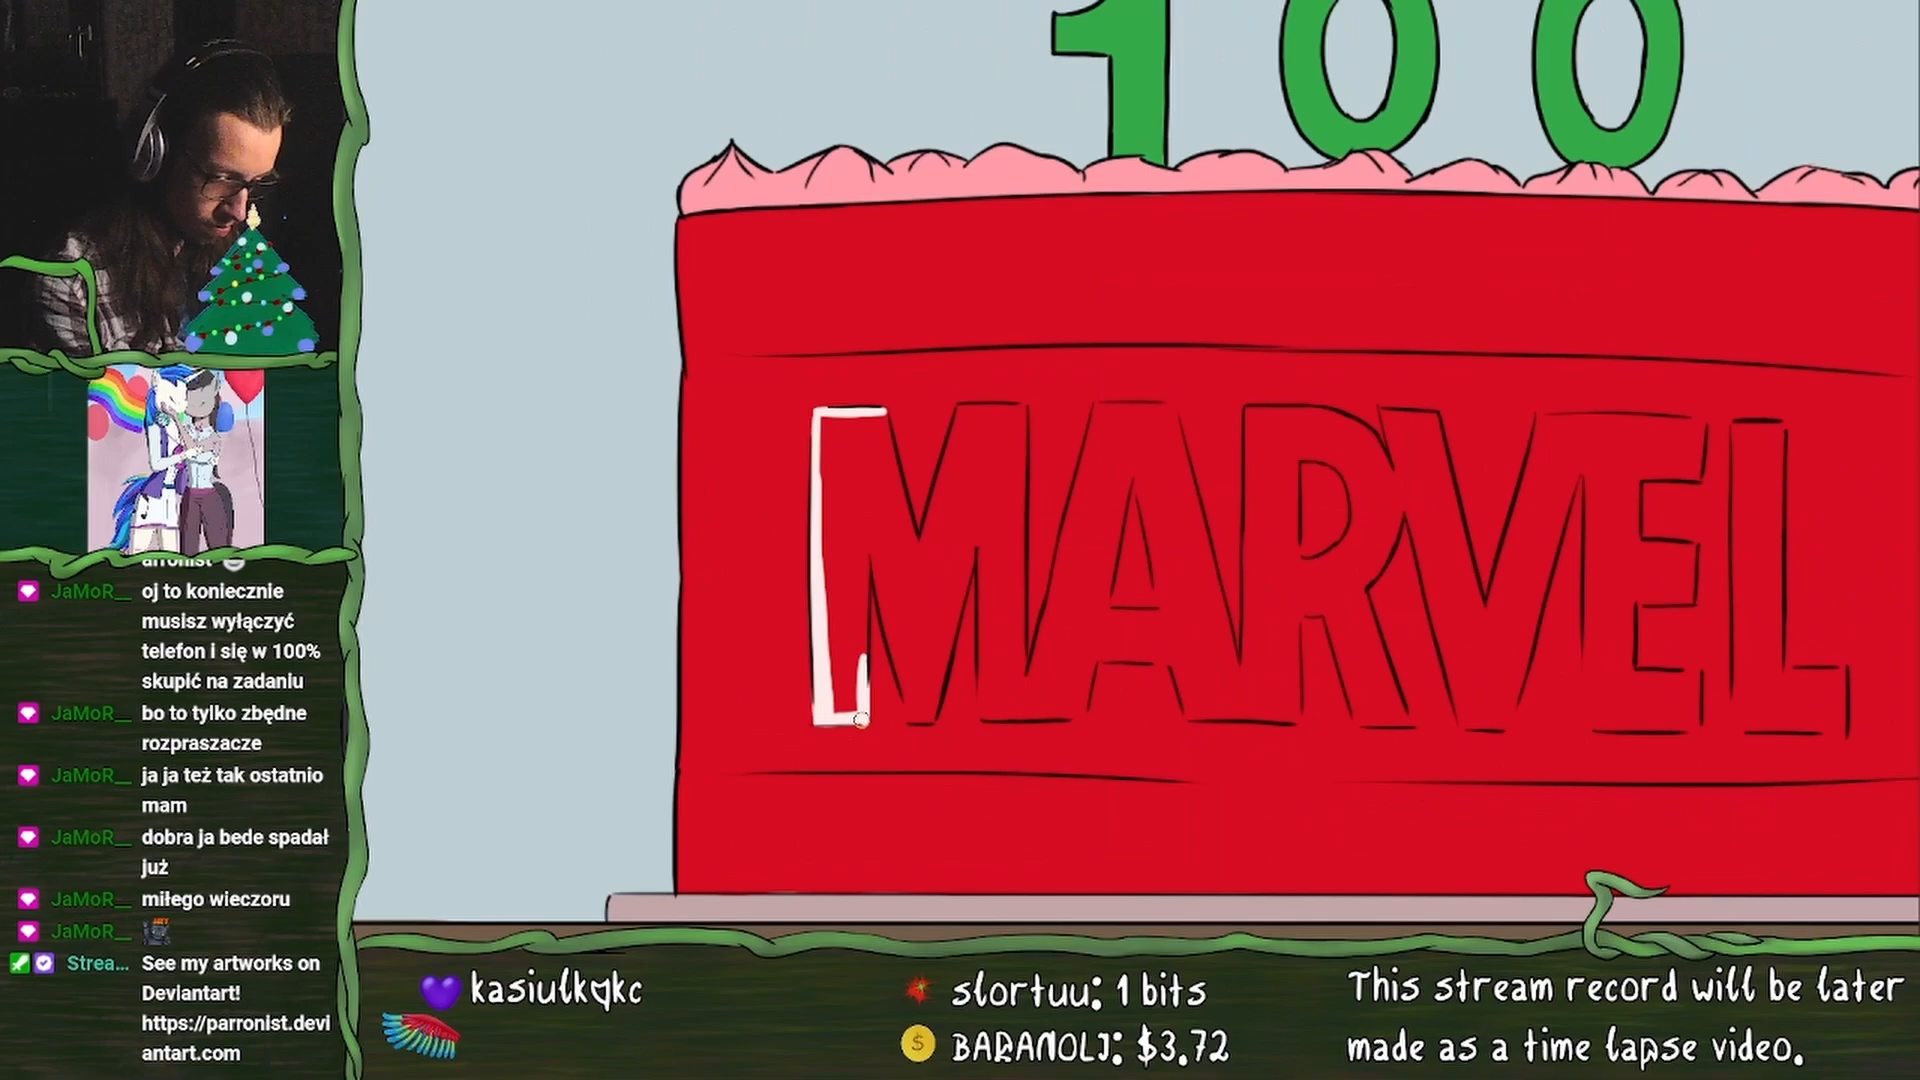 100
MARVEL
arronist
JaMoR__ oj to koniecznie
musisz wyłączyć
telefon i się w 100%
skupić na zadaniu
JaMoR__ bo to tylko zbędne
rozpraszacze
JaMoR__ ja ja też tak ostatnio
mam
JaMoR__ dobra ja bede spadał
już
JaMoR__ miłego wieczoru
JaMoR__
Strea... See my artworks on
Deviantart!
https://parronist.devi
antart.com
kasiulkqkc
slortuu: 1 bits
BARANOLJ: $3.72
This stream record will be later
made as a time lapse video.